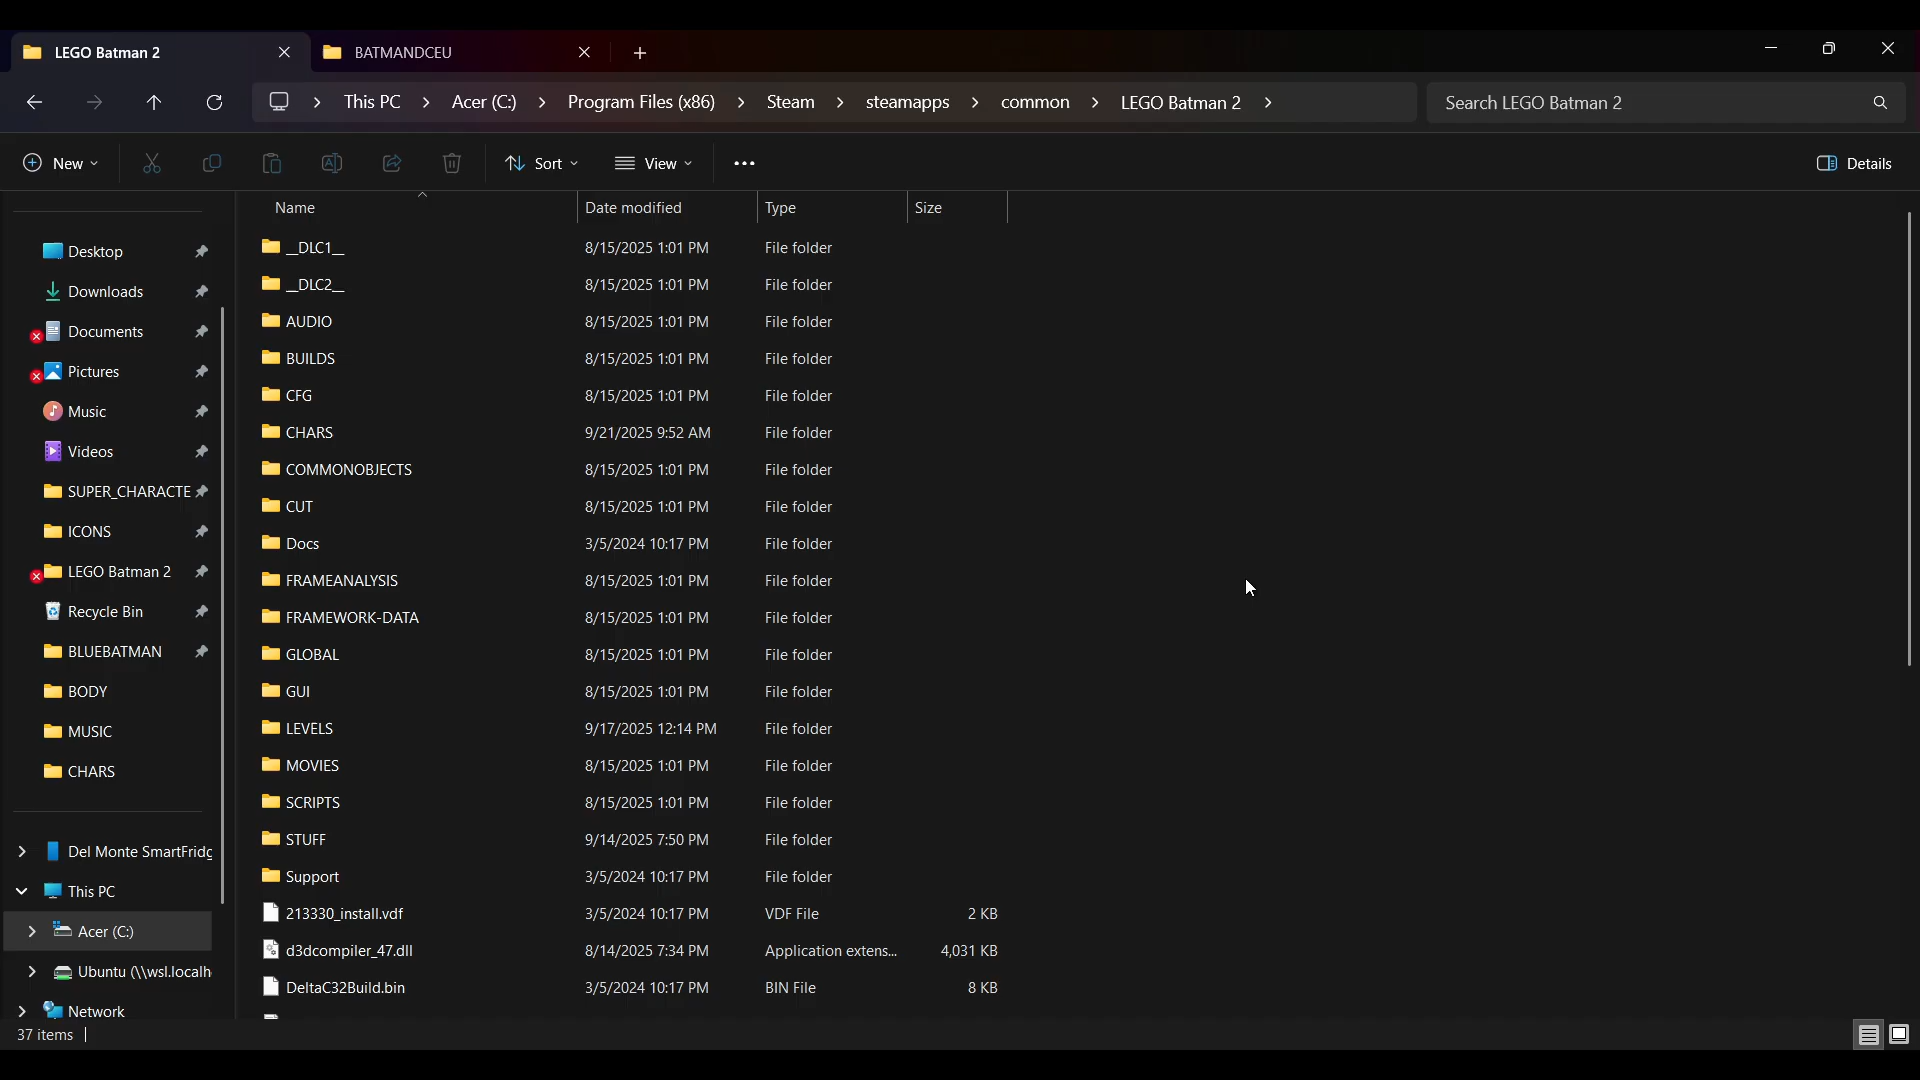 LEGO Batman 2
BATMANDCEU
This PC > Acer (C:) > Program Files (x86) > Steam > steamapps > common > LEGO Batman 2 >
Search LEGO Batman 2
New
Sort
View
Details
Name Date modified Type Size
Desktop
Downloads
Documents
Pictures
Music
Videos
SUPER_CHARACTE
ICONS
LEGO Batman 2
Recycle Bin
BLUEBATMAN
BODY
MUSIC
CHARS
Del Monte SmartFridg
This PC
Acer (C:)
Ubuntu (\\wsl.localh
Network
__DLC1__ 8/15/2025 1:01 PM File folder
__DLC2__ 8/15/2025 1:01 PM File folder
AUDIO 8/15/2025 1:01 PM File folder
BUILDS 8/15/2025 1:01 PM File folder
CFG 8/15/2025 1:01 PM File folder
CHARS 9/21/2025 9:52 AM File folder
COMMONOBJECTS 8/15/2025 1:01 PM File folder
CUT 8/15/2025 1:01 PM File folder
Docs 3/5/2024 10:17 PM File folder
FRAMEANALYSIS 8/15/2025 1:01 PM File folder
FRAMEWORK-DATA 8/15/2025 1:01 PM File folder
GLOBAL 8/15/2025 1:01 PM File folder
GUI 8/15/2025 1:01 PM File folder
LEVELS 9/17/2025 12:14 PM File folder
MOVIES 8/15/2025 1:01 PM File folder
SCRIPTS 8/15/2025 1:01 PM File folder
STUFF 9/14/2025 7:50 PM File folder
Support 3/5/2024 10:17 PM File folder
213330_install.vdf 3/5/2024 10:17 PM VDF File 2 KB
d3dcompiler_47.dll 8/14/2025 7:34 PM Application extens... 4,031 KB
DeltaC32Build.bin 3/5/2024 10:17 PM BIN File 8 KB
37 items